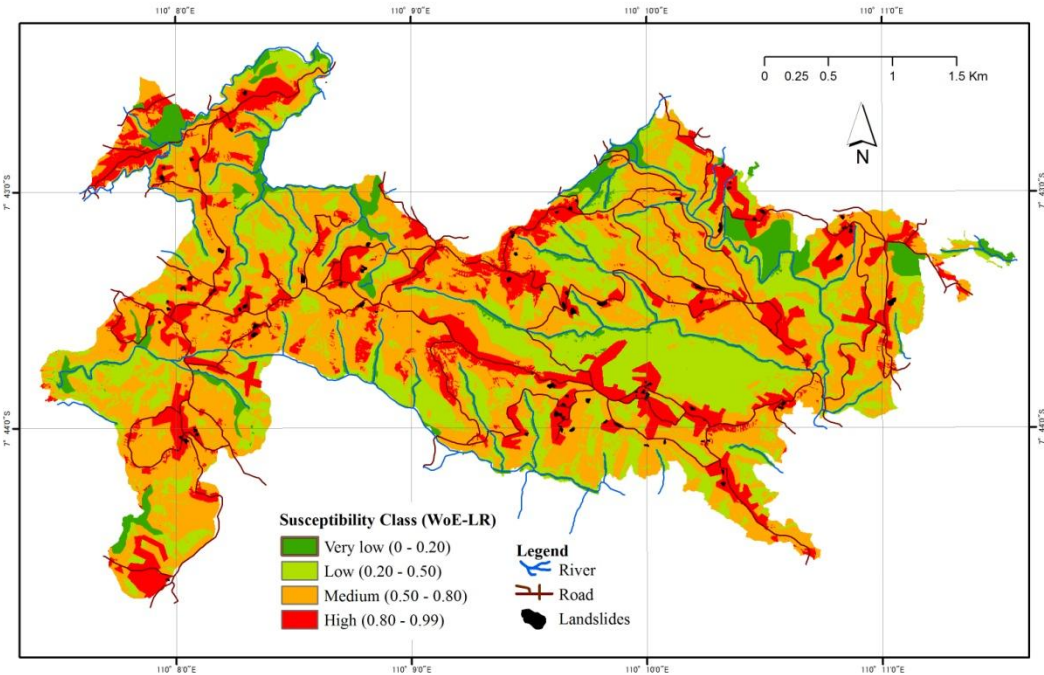 110° 8'0"E 110° 9'0"E 110° 10'0"E 110° 11'0"E
0 0.25 0.5 1 1.5 Km
N
7° 43'0"S 7° 43'0"S
7° 44'0"S 7° 44'0"S
Susceptibility Class (WoE-LR)
Very low (0 - 0.20)
Low (0.20 - 0.50)
Medium (0.50 - 0.80)
High (0.80 - 0.99)
Legend
River
Road
Landslides
110° 8'0"E 110° 9'0"E 110° 10'0"E 110° 11'0"E